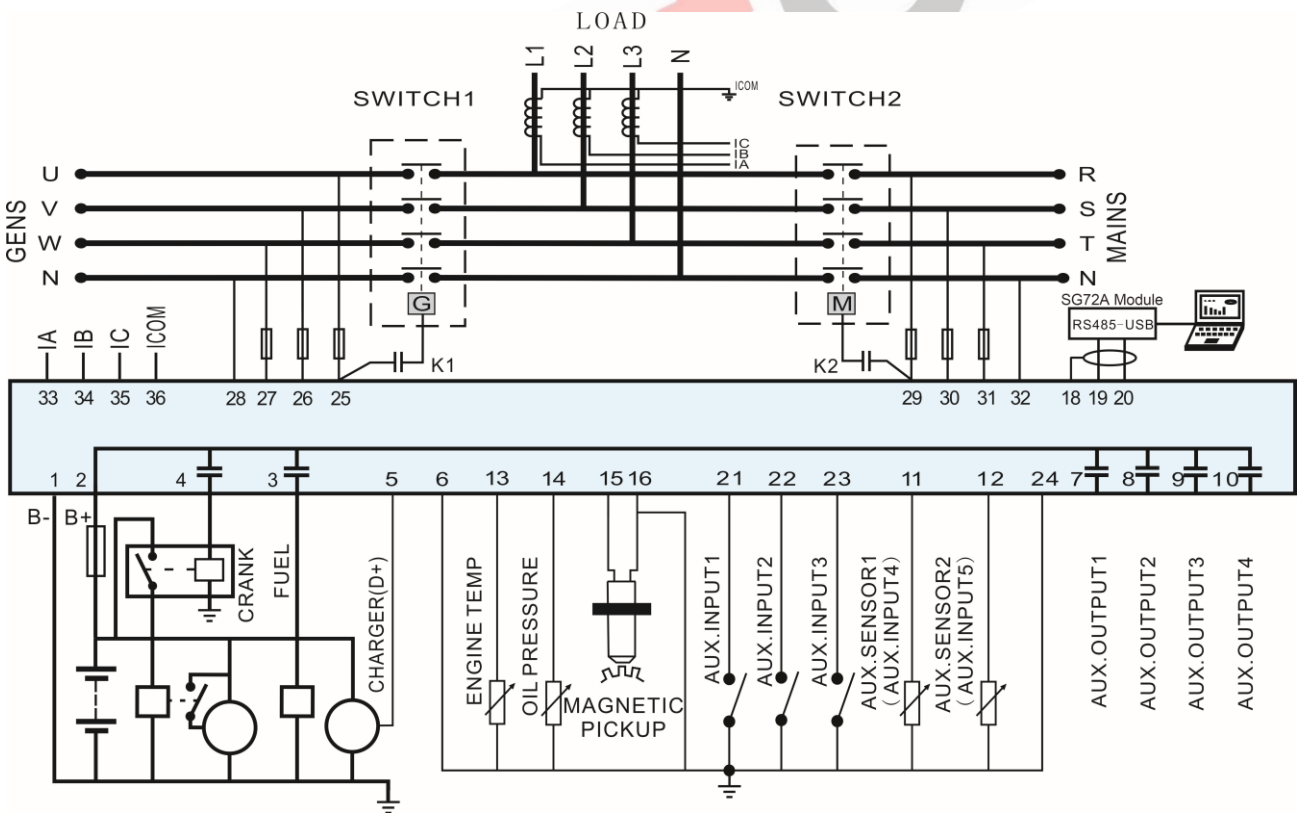 LOAD
L1
L2
L3
N
ICOM
SWITCH1
SWITCH2
IC
IB
IA
GENS
U
V
W
N
R
S
T
N
MAINS
G
M
K1
K2
SG72A Module
RS485-USB
IA
IB
IC
ICOM
33 34 35 36 28 27 26 25 29 30 31 32 18 19 20
1 2 4 3 5 6 13 14 15 16 21 22 23 11 12 24 7 8 9 10
B-
B+
CRANK
FUEL
CHARGER(D+)
ENGINE TEMP
OIL PRESSURE
MAGNETIC
PICKUP
AUX.INPUT1
AUX.INPUT2
AUX.INPUT3
AUX.SENSOR1
(AUX.INPUT4)
AUX.SENSOR2
(AUX.INPUT5)
AUX.OUTPUT1
AUX.OUTPUT2
AUX.OUTPUT3
AUX.OUTPUT4